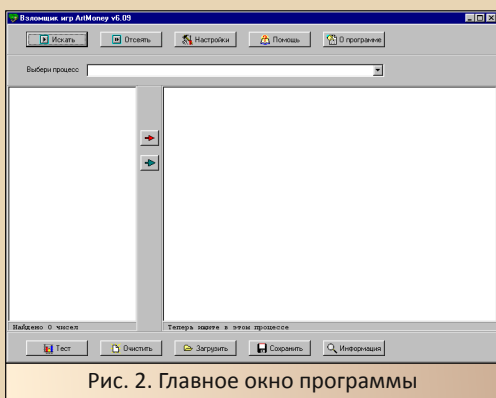 Взломщик игр ArtMoney v6.09
Искать Отсеять Настройки Помощь О программе
Выбери процесс
Найдено 0 чисел Теперь ищите в этом процессе
Тест Очистить Загрузить Сохранить Информация
Рис. 2. Главное окно программы